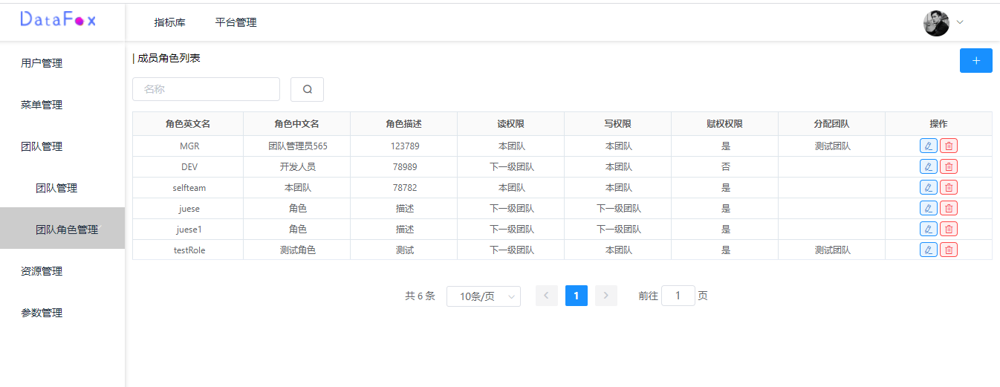 DataFox
指标库 平台管理
用户管理
菜单管理
团队管理
团队管理
团队角色管理
资源管理
参数管理
| 成员角色列表
名称
角色英文名 角色中文名 角色描述 读权限 写权限 赋权权限 分配团队 操作
MGR 团队管理员565 123789 本团队 本团队 是 测试团队
DEV 开发人员 78989 下一级团队 本团队 否
selfteam 本团队 78782 本团队 本团队 是
juese 角色 描述 下一级团队 下一级团队 是
juese1 角色 描述 下一级团队 下一级团队 是
testRole 测试角色 测试 下一级团队 本团队 是 测试团队
共 6 条 10条/页 1 前往 1 页